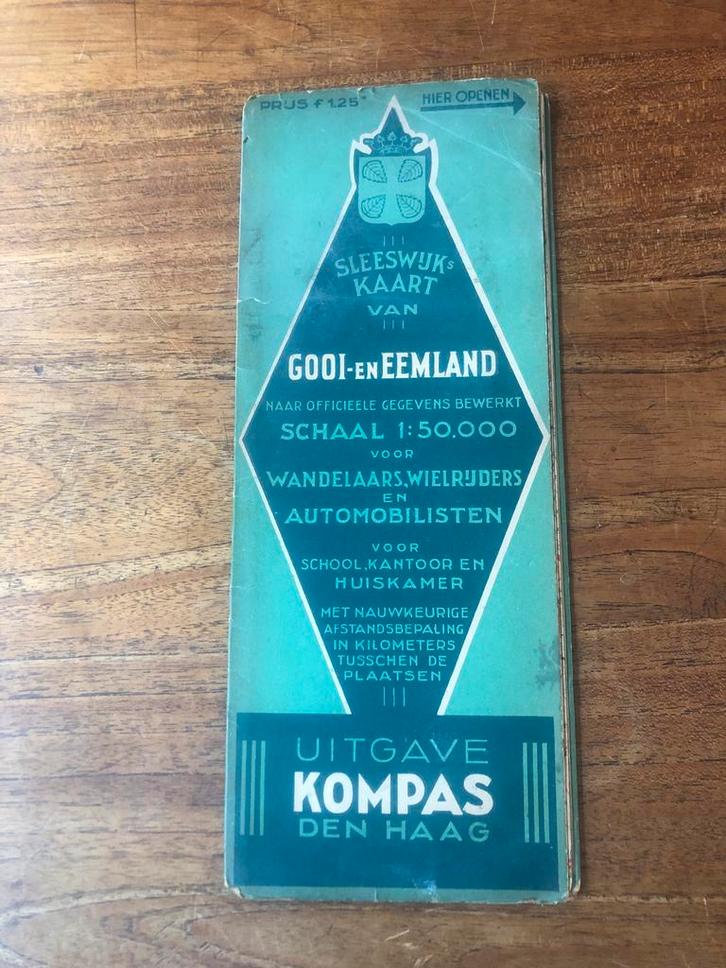 PRIJS f 1.25
HIER OPENEN
SLEESWIJKS
KAART
VAN
GOOI-EN EEMLAND
NAAR OFFICIEELE GEGEVENS BEWERKT
SCHAAL 1:50.000
VOOR
WANDELAARS, WIELRIJDERS
EN
AUTOMOBILISTEN
VOOR
SCHOOL, KANTOOR EN
HUISKAMER
MET NAUWKEURIGE
AFSTANDSBEPALING
IN KILOMETERS
TUSSCHEN DE
PLAATSEN
UITGAVE
KOMPAS
DEN HAAG